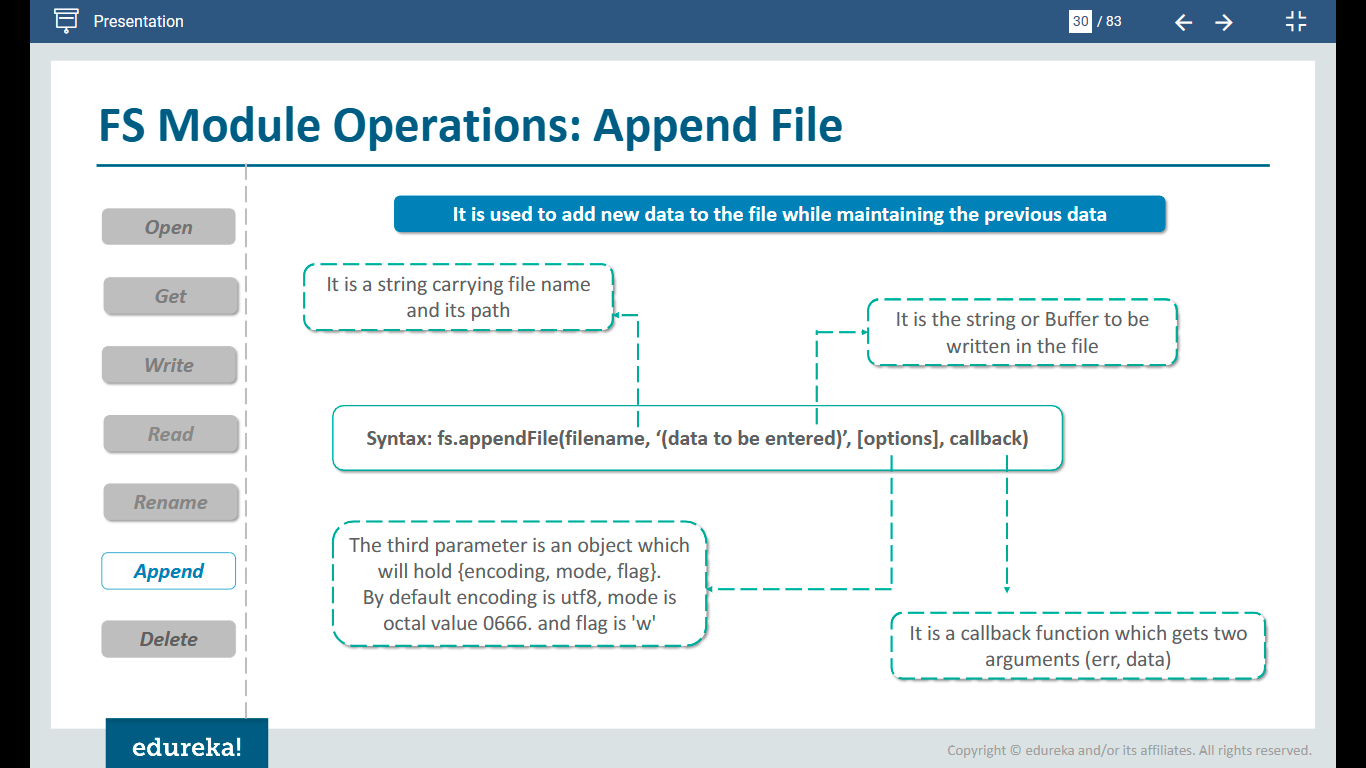 Presentation
30 / 83
FS Module Operations: Append File
Open
Get
Write
Read
Rename
Append
Delete
It is used to add new data to the file while maintaining the previous data
It is a string carrying file name
and its path
It is the string or Buffer to be
written in the file
Syntax: fs.appendFile(filename, ‘(data to be entered)’, [options], callback)
The third parameter is an object which
will hold {encoding, mode, flag}.
By default encoding is utf8, mode is
octal value 0666. and flag is 'w'
It is a callback function which gets two
arguments (err, data)
edureka!
Copyright © edureka and/or its affiliates. All rights reserved.